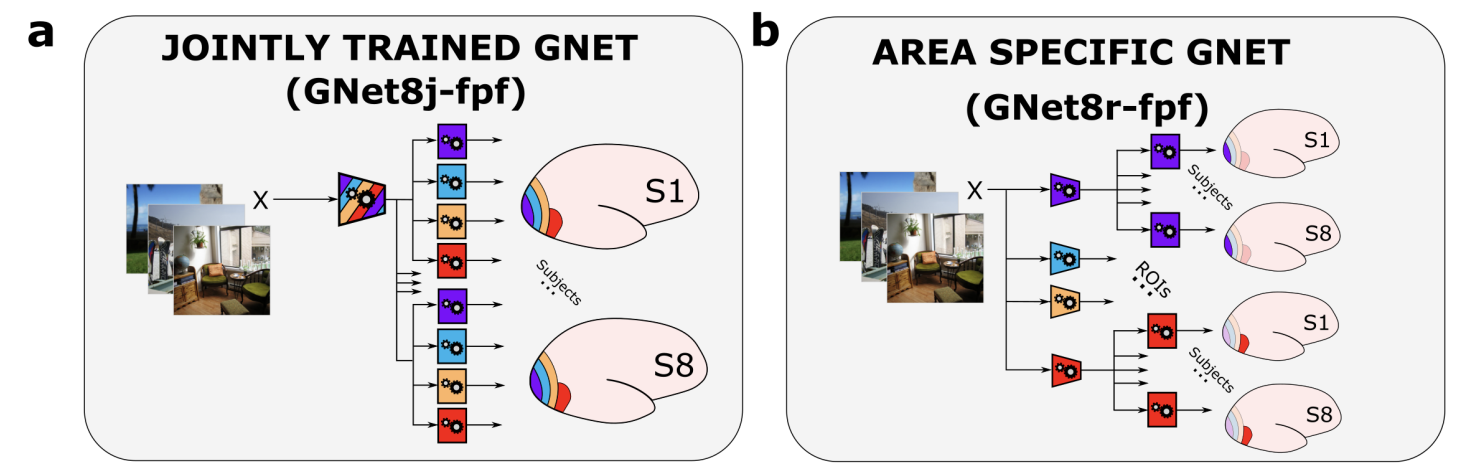 a
JOINTLY TRAINED GNET
(GNet8j-fpf)
X
S1
Subjects
...
S8
b
AREA SPECIFIC GNET
(GNet8r-fpf)
X
S1
Subjects
...
S8
ROIs
...
S1
Subjects
...
S8